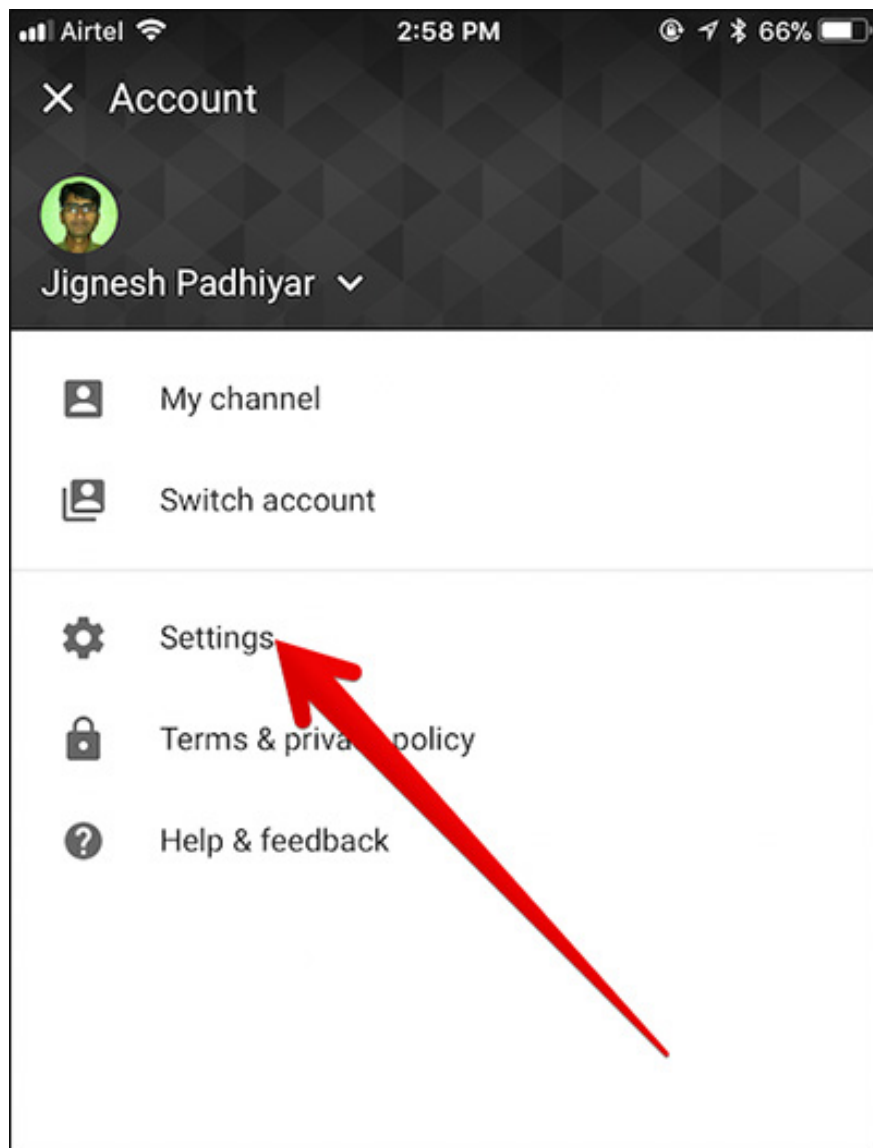 Airtel 2:58 PM 66%
Account
Jignesh Padhiyar
My channel
Switch account
Settings
Terms & priva policy
Help & feedback